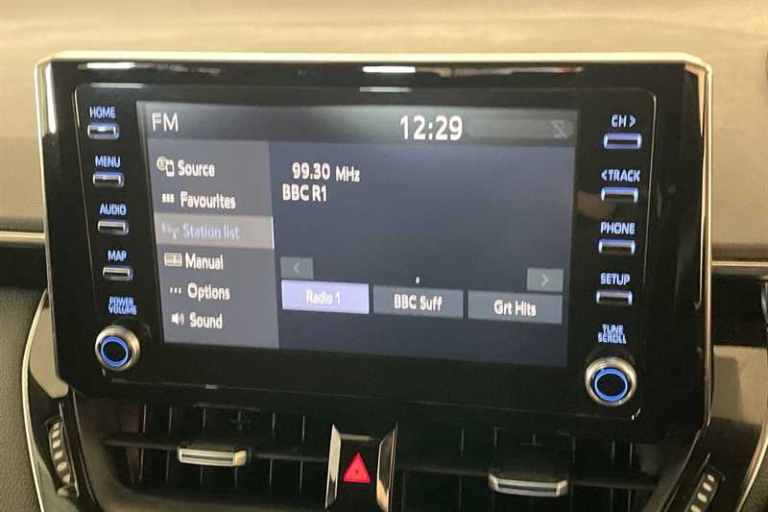 HOME
MENU
AUDIO
MAP
POWER
VOLUME
FM
12:29
Source
Favourites
Station list
Manual
Options
Sound
99.30 MHz
BBC R1
<
>
Radio 1
BBC Suff
Grt Hits
CH >
< TRACK
PHONE
SETUP
TUNE
SCROLL